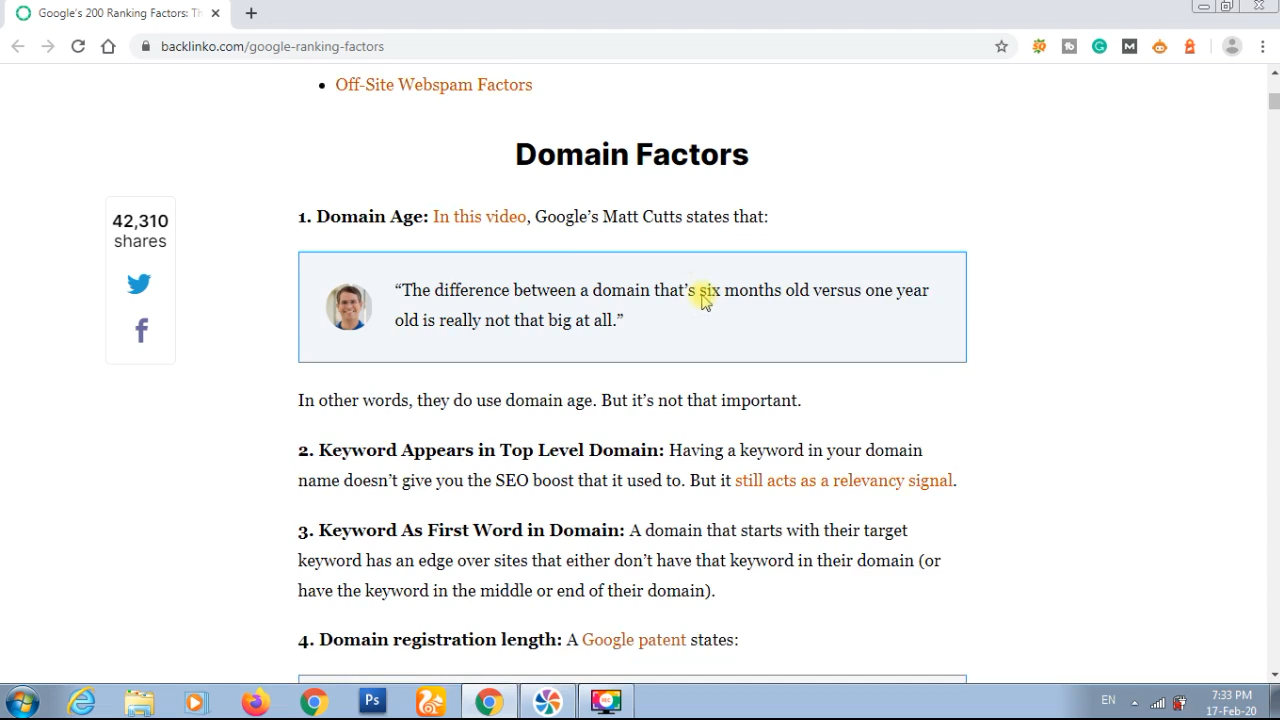 Google's 200 Ranking Factors: Th
backlinko.com/google-ranking-factors
• Off-Site Webspam Factors
Domain Factors
42,310
shares
1. Domain Age: In this video, Google’s Matt Cutts states that:
“The difference between a domain that’s six months old versus one year
old is really not that big at all.”
In other words, they do use domain age. But it’s not that important.
2. Keyword Appears in Top Level Domain: Having a keyword in your domain
name doesn’t give you the SEO boost that it used to. But it still acts as a relevancy signal.
3. Keyword As First Word in Domain: A domain that starts with their target
keyword has an edge over sites that either don’t have that keyword in their domain (or
have the keyword in the middle or end of their domain).
4. Domain registration length: A Google patent states:
Ps
REC
EN
7:33 PM
17-Feb-20